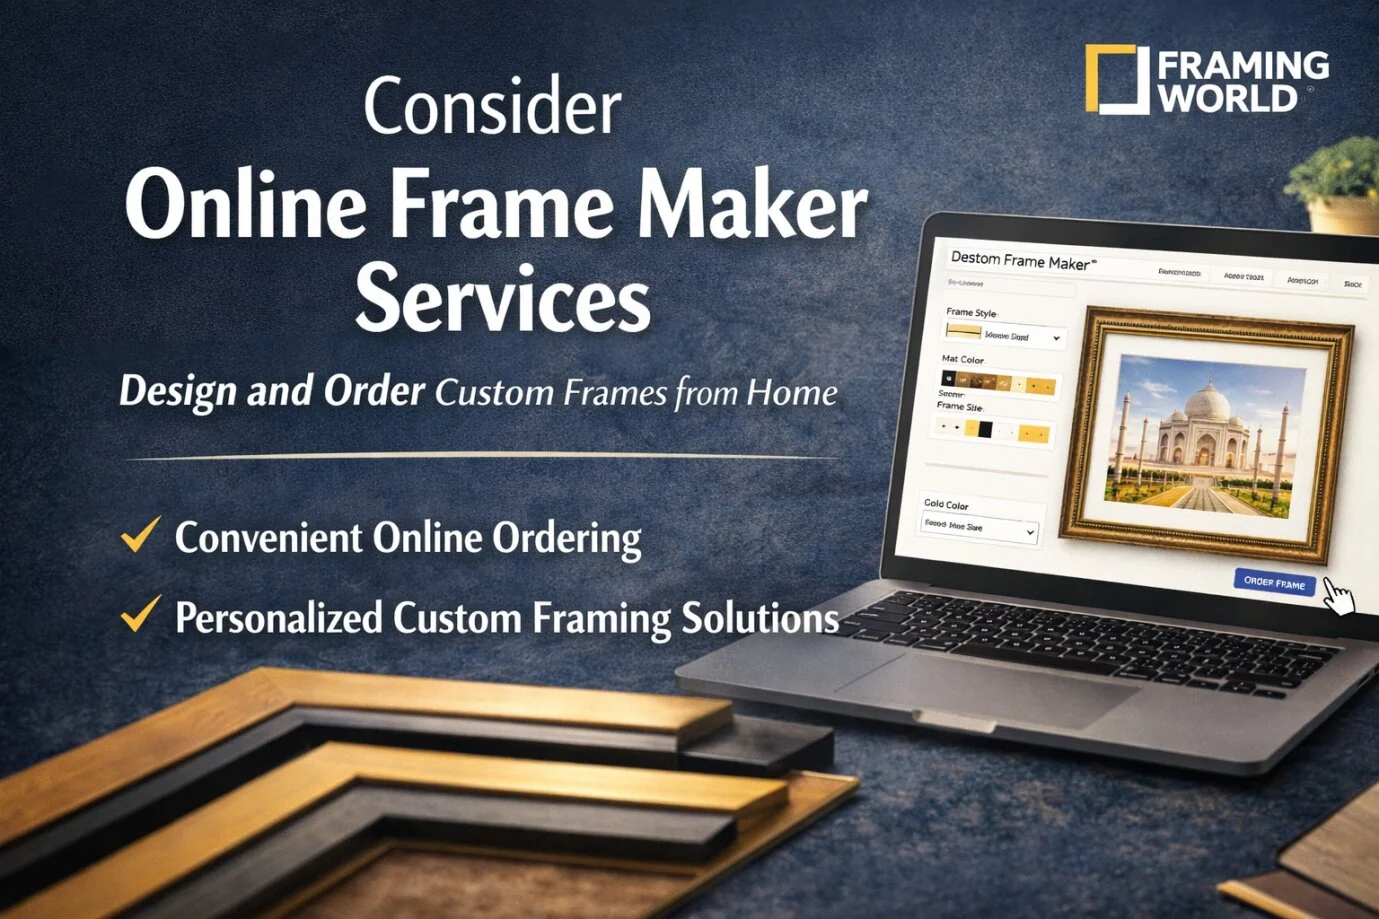 FRAMING
WORLD
Consider
Online Frame Maker
Services
Design and Order Custom Frames from Home
Convenient Online Ordering
Personalized Custom Framing Solutions
Destom Frame Maker
Frame Style
Mat Color
Frame Site
Gold Color
ORDER FRAME